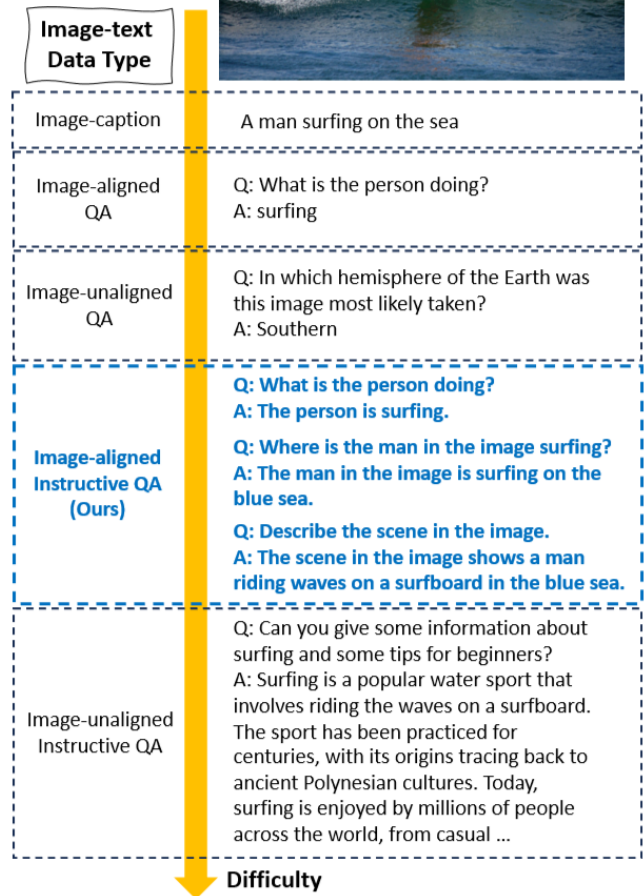 Image-text
Data Type
Image-caption
A man surfing on the sea
Image-aligned
QA
Q: What is the person doing?
A: surfing
Image-unaligned
QA
Q: In which hemisphere of the Earth was
this image most likely taken?
A: Southern
Image-aligned
Instructive QA
(Ours)
Q: What is the person doing?
A: The person is surfing.
Q: Where is the man in the image surfing?
A: The man in the image is surfing on the
blue sea.
Q: Describe the scene in the image.
A: The scene in the image shows a man
riding waves on a surfboard in the blue sea.
Image-unaligned
Instructive QA
Q: Can you give some information about
surfing and some tips for beginners?
A: Surfing is a popular water sport that
involves riding the waves on a surfboard.
The sport has been practiced for
centuries, with its origins tracing back to
ancient Polynesian cultures. Today,
surfing is enjoyed by millions of people
across the world, from casual ...
Difficulty